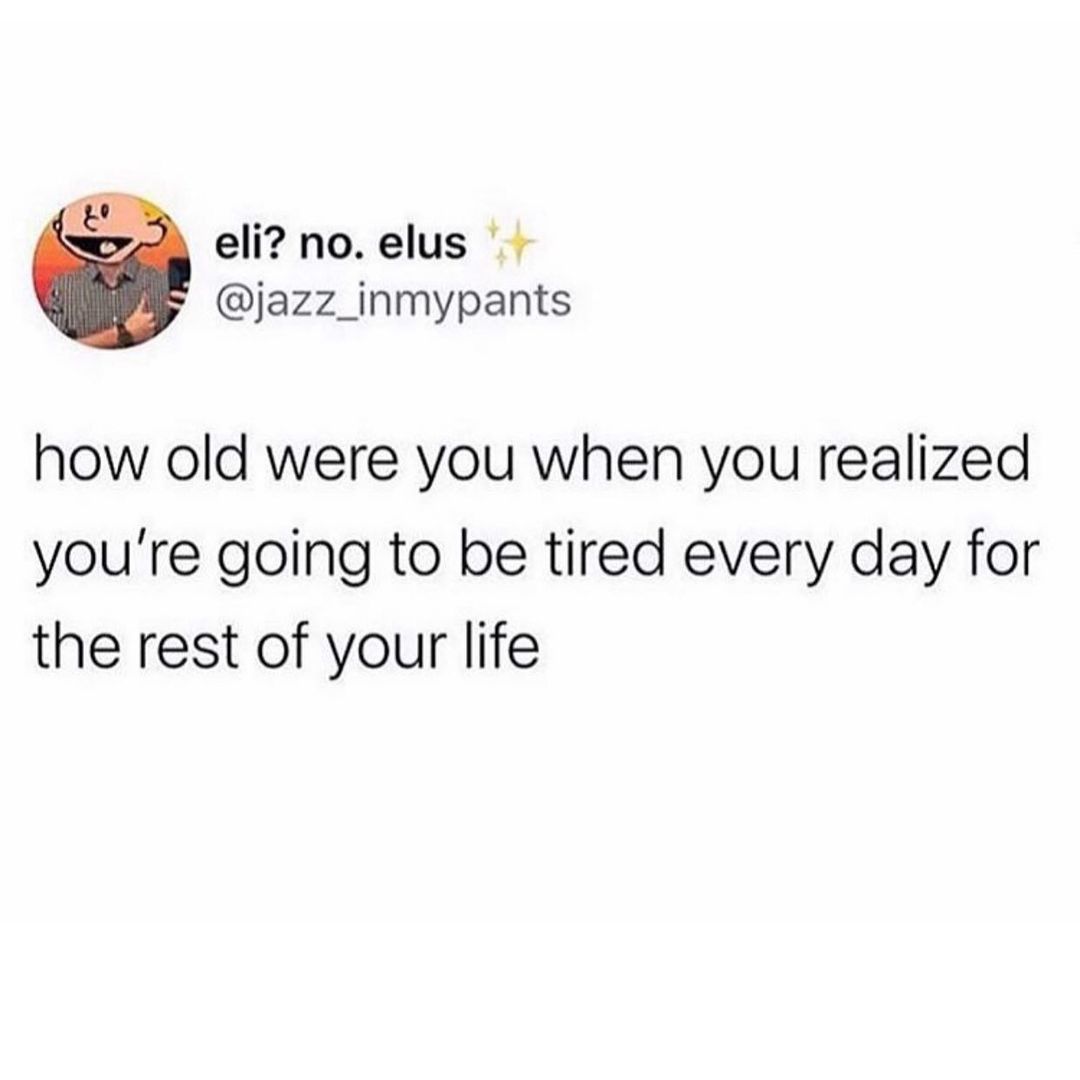 eli? no. elus ✨
@jazz_inmypants
how old were you when you realized
you're going to be tired every day for
the rest of your life